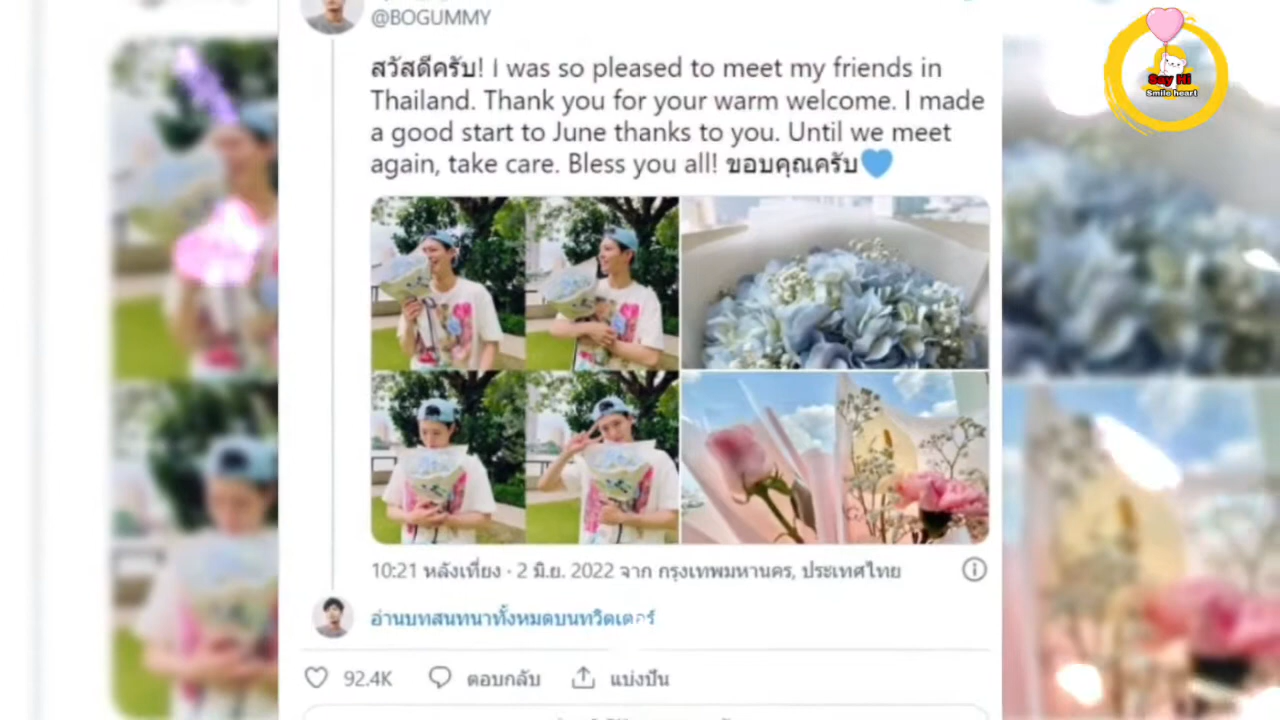 @BOGUMMY
Say Hi
Smile heart
สวัสดีครับ! I was so pleased to meet my friends in
Thailand. Thank you for your warm welcome. I made
a good start to June thanks to you. Until we meet
again, take care. Bless you all! ขอบคุณครับ💙
10:21 หลังเที่ยง · 2 มิ.ย. 2022 จาก กรุงเทพมหานคร, ประเทศไทย
อ่านบทสนทนาทั้งหมดบนทวิตเตอร์
92.4K ตอบกลับ แบ่งปัน